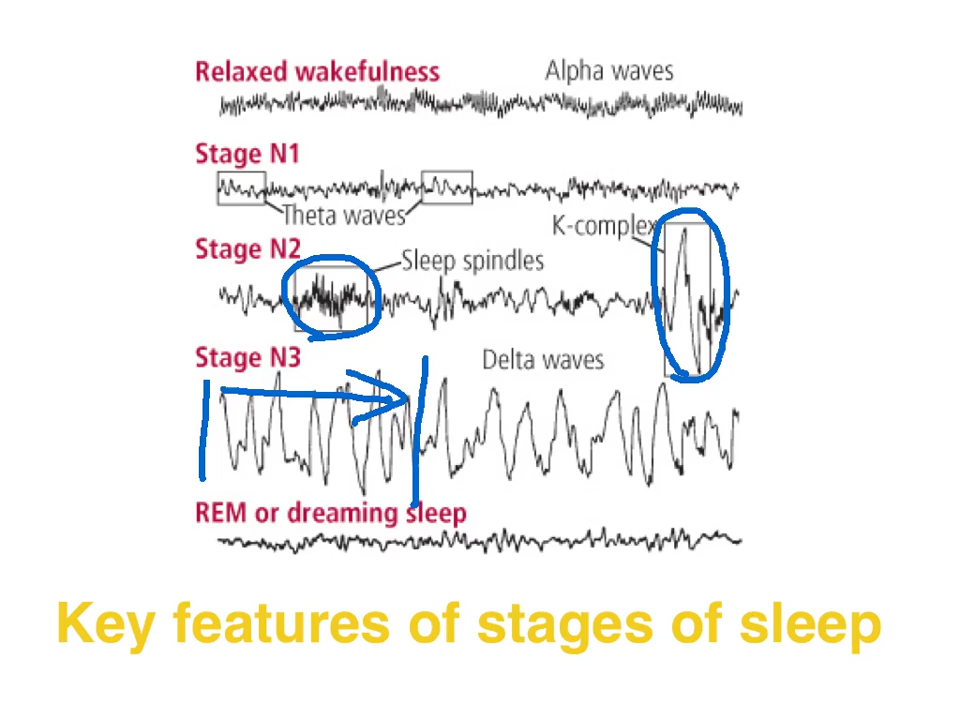 Relaxed wakefulness
Alpha waves
Stage N1
Theta waves
K-complex
Stage N2
Sleep spindles
Stage N3
Delta waves
REM or dreaming sleep
Key features of stages of sleep